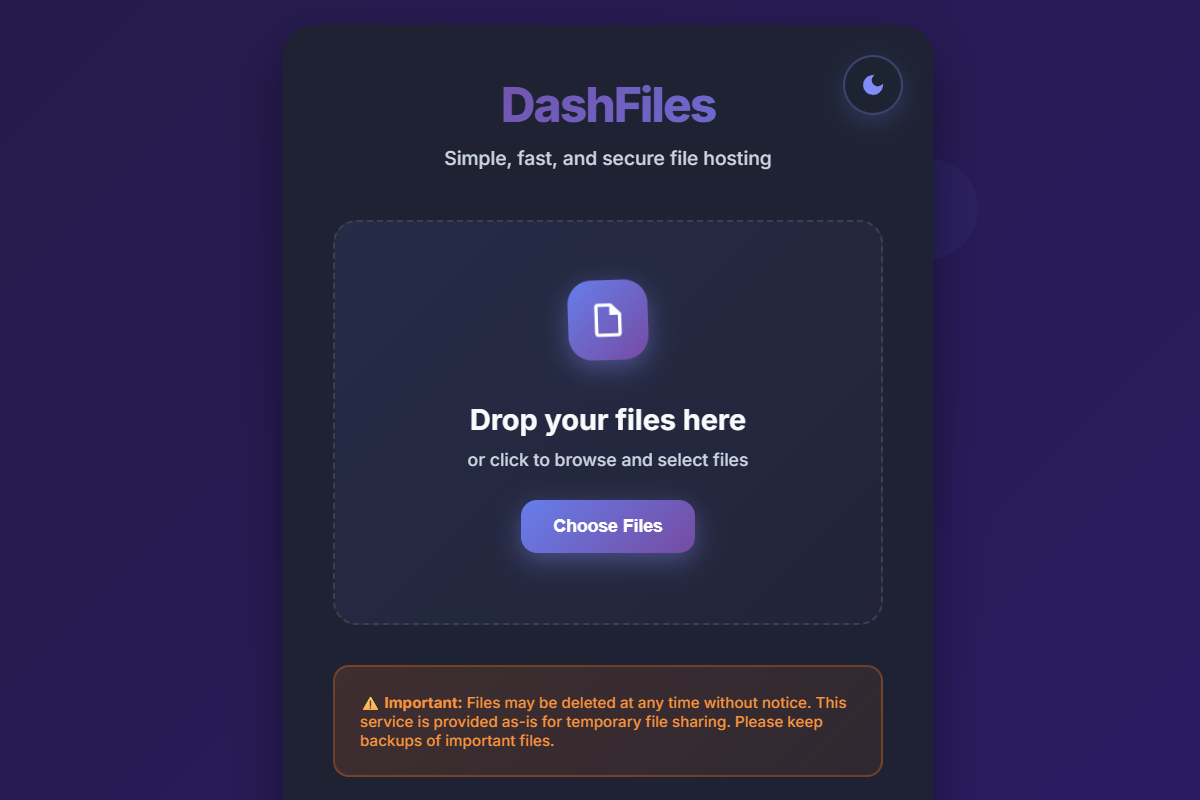 DashFiles
Simple, fast, and secure file hosting
Drop your files here
or click to browse and select files
Choose Files
⚠️ Important: Files may be deleted at any time without notice. This
service is provided as-is for temporary file sharing. Please keep
backups of important files.